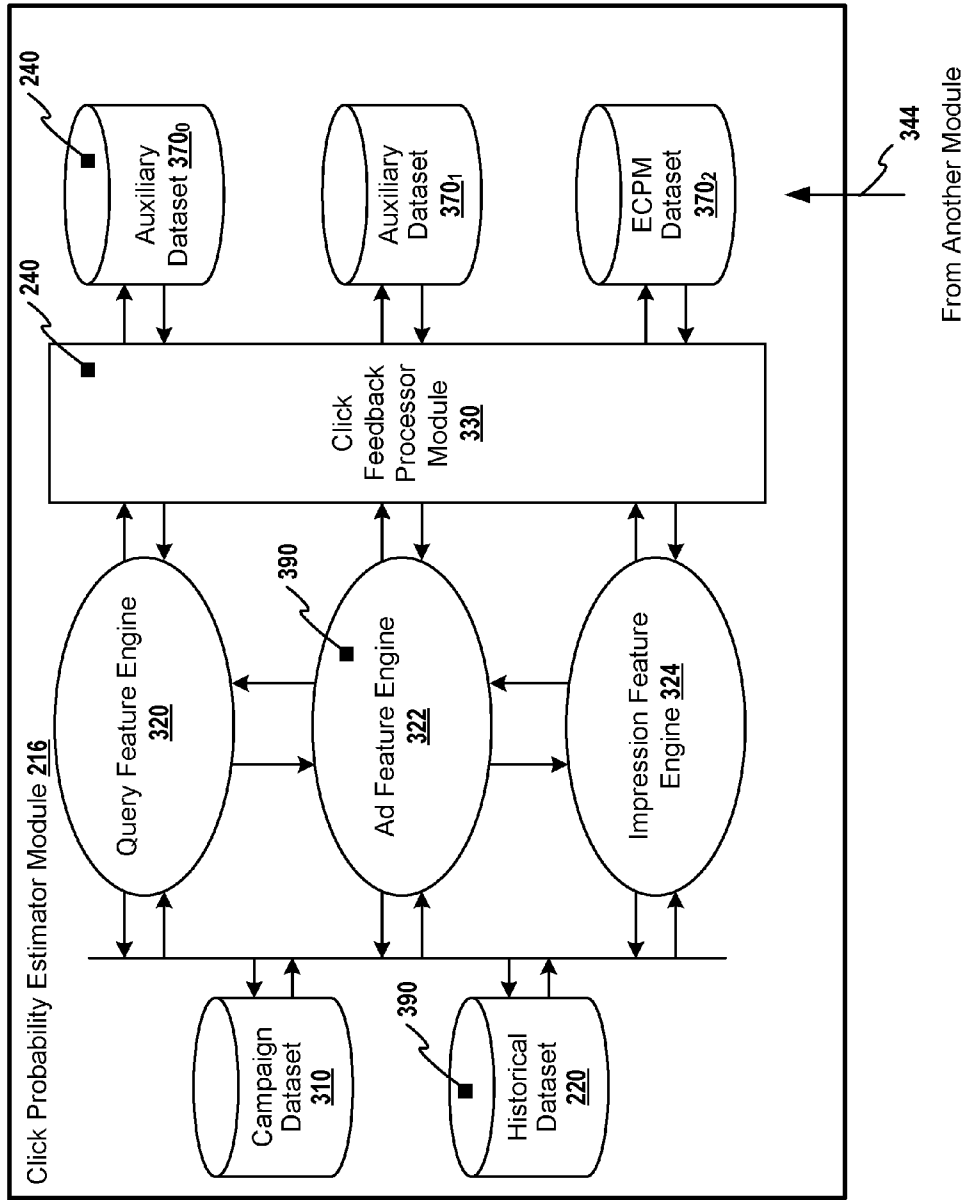 Click Probability Estimator Module 216
Campaign
Dataset
310
390
Historical
Dataset
220
Query Feature Engine
320
390
Ad Feature Engine
322
Impression Feature
Engine 324
240
Click
Feedback
Processor
Module
330
240
Auxiliary
Dataset 370₀
Auxiliary
Dataset
370₁
ECPM
Dataset
370₂
344
From Another Module